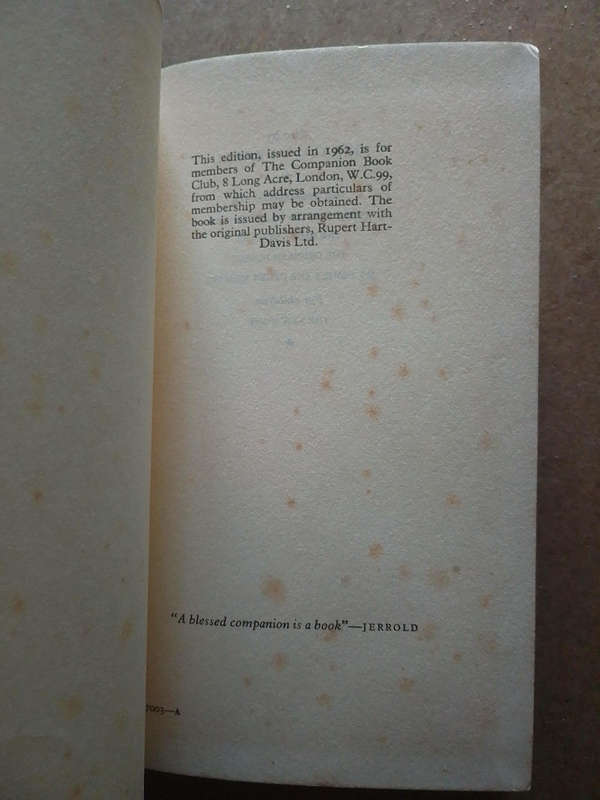 This edition, issued in 1962, is for
members of The Companion Book
Club, 8 Long Acre, London, W.C.99,
from which address particulars of
membership may be obtained. The
book is issued by arrangement with
the original publishers, Rupert Hart-
Davis Ltd.
"A blessed companion is a book"—JERROLD